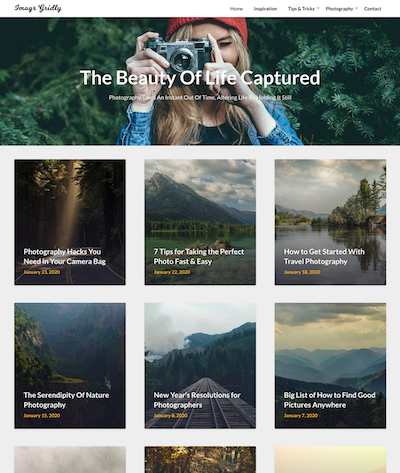 Imagr Gridly
Home Inspiration Tips & Tricks Photography Contact
The Beauty Of Life Captured
Photography Takes An Instant Out Of Time, Altering Life By Holding It Still
Photography Hacks You
Need in Your Camera Bag
January 23, 2020
7 Tips for Taking the Perfect
Photo Fast & Easy
January 22, 2020
How to Get Started With
Travel Photography
January 18, 2020
The Serendipity Of Nature
Photography
January 15, 2020
New Year's Resolutions for
Photographers
January 8, 2020
Big List of How to Find Good
Pictures Anywhere
January 7, 2020